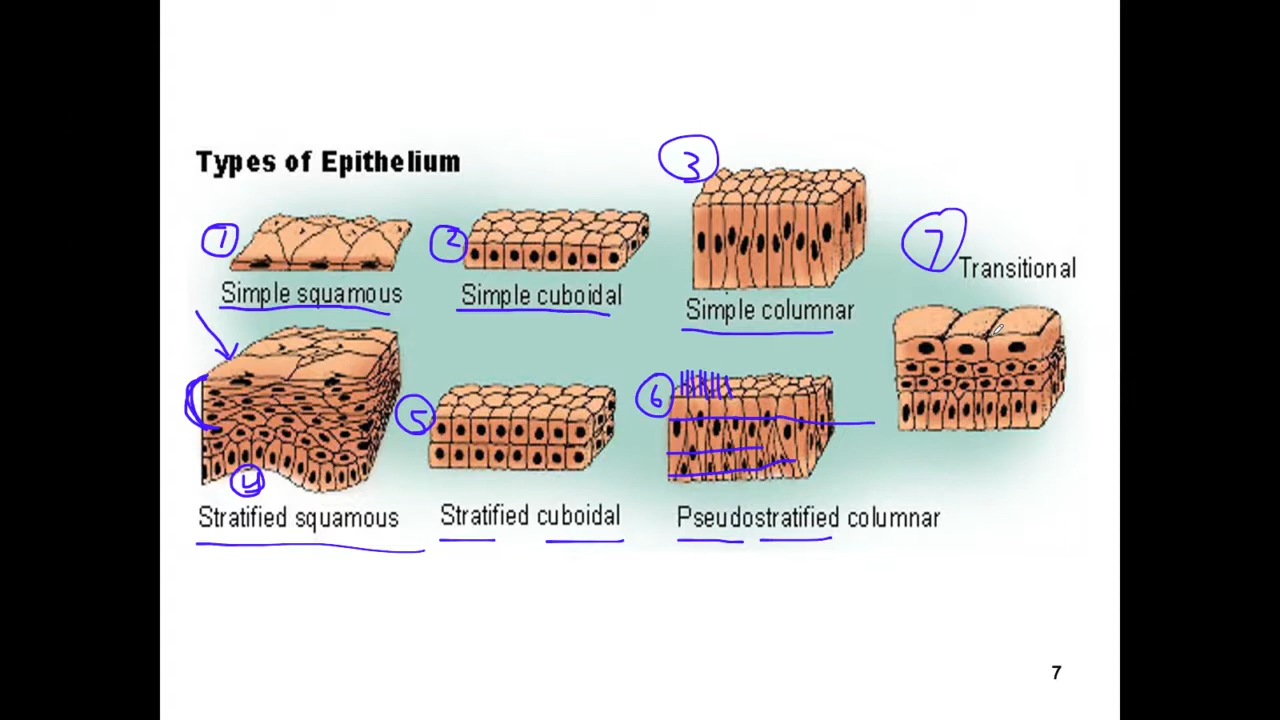 Types of Epithelium
1
Simple squamous
2
Simple cuboidal
3
Simple columnar
7
Transitional
4
Stratified squamous
5
Stratified cuboidal
6
Pseudostratified columnar
7